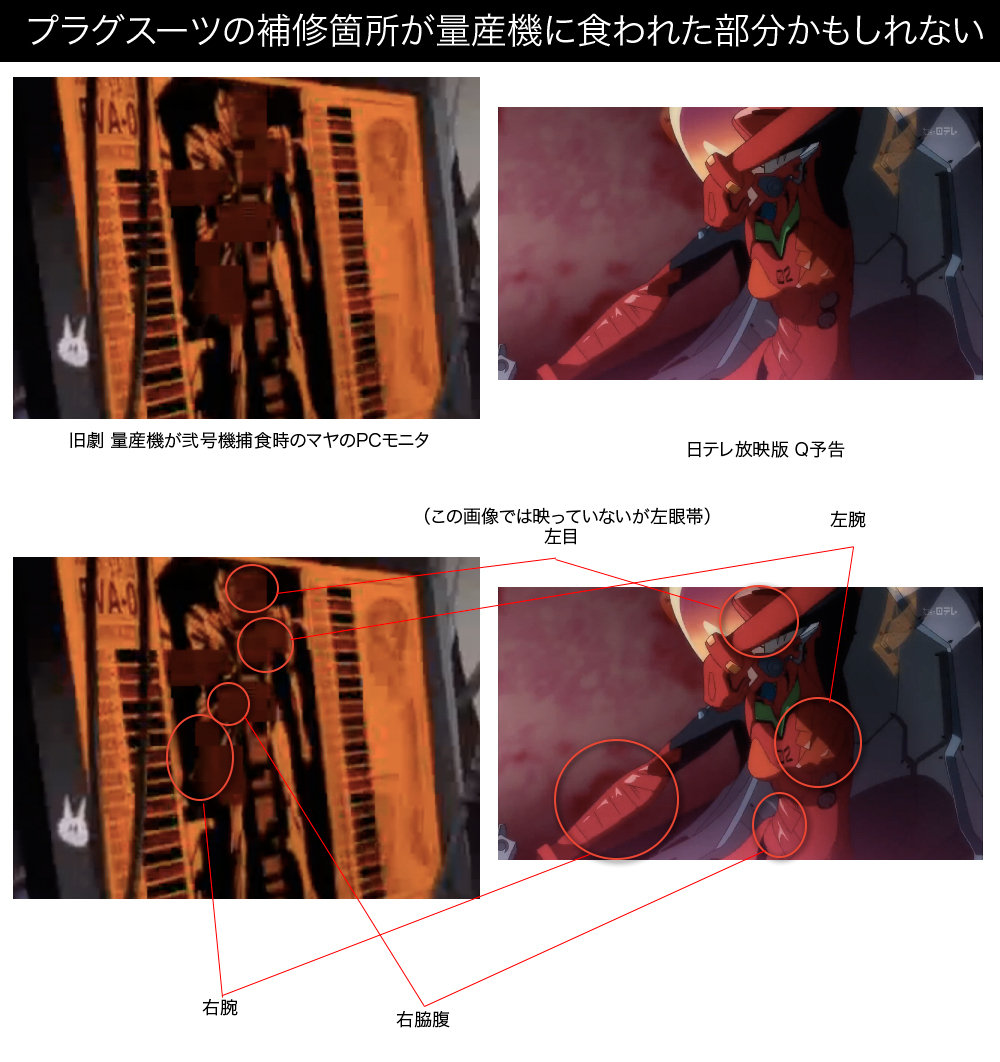 プラグスーツの補修箇所が量産機に食われた部分かもしれない
EVA-0
02
日テレ
旧劇 量産機が弐号機捕食時のマヤのPCモニタ
日テレ放映版 Q予告
（この画像では映っていないが左眼帯）
左目
左腕
EVA-0
02
日テレ
右腕
右脇腹